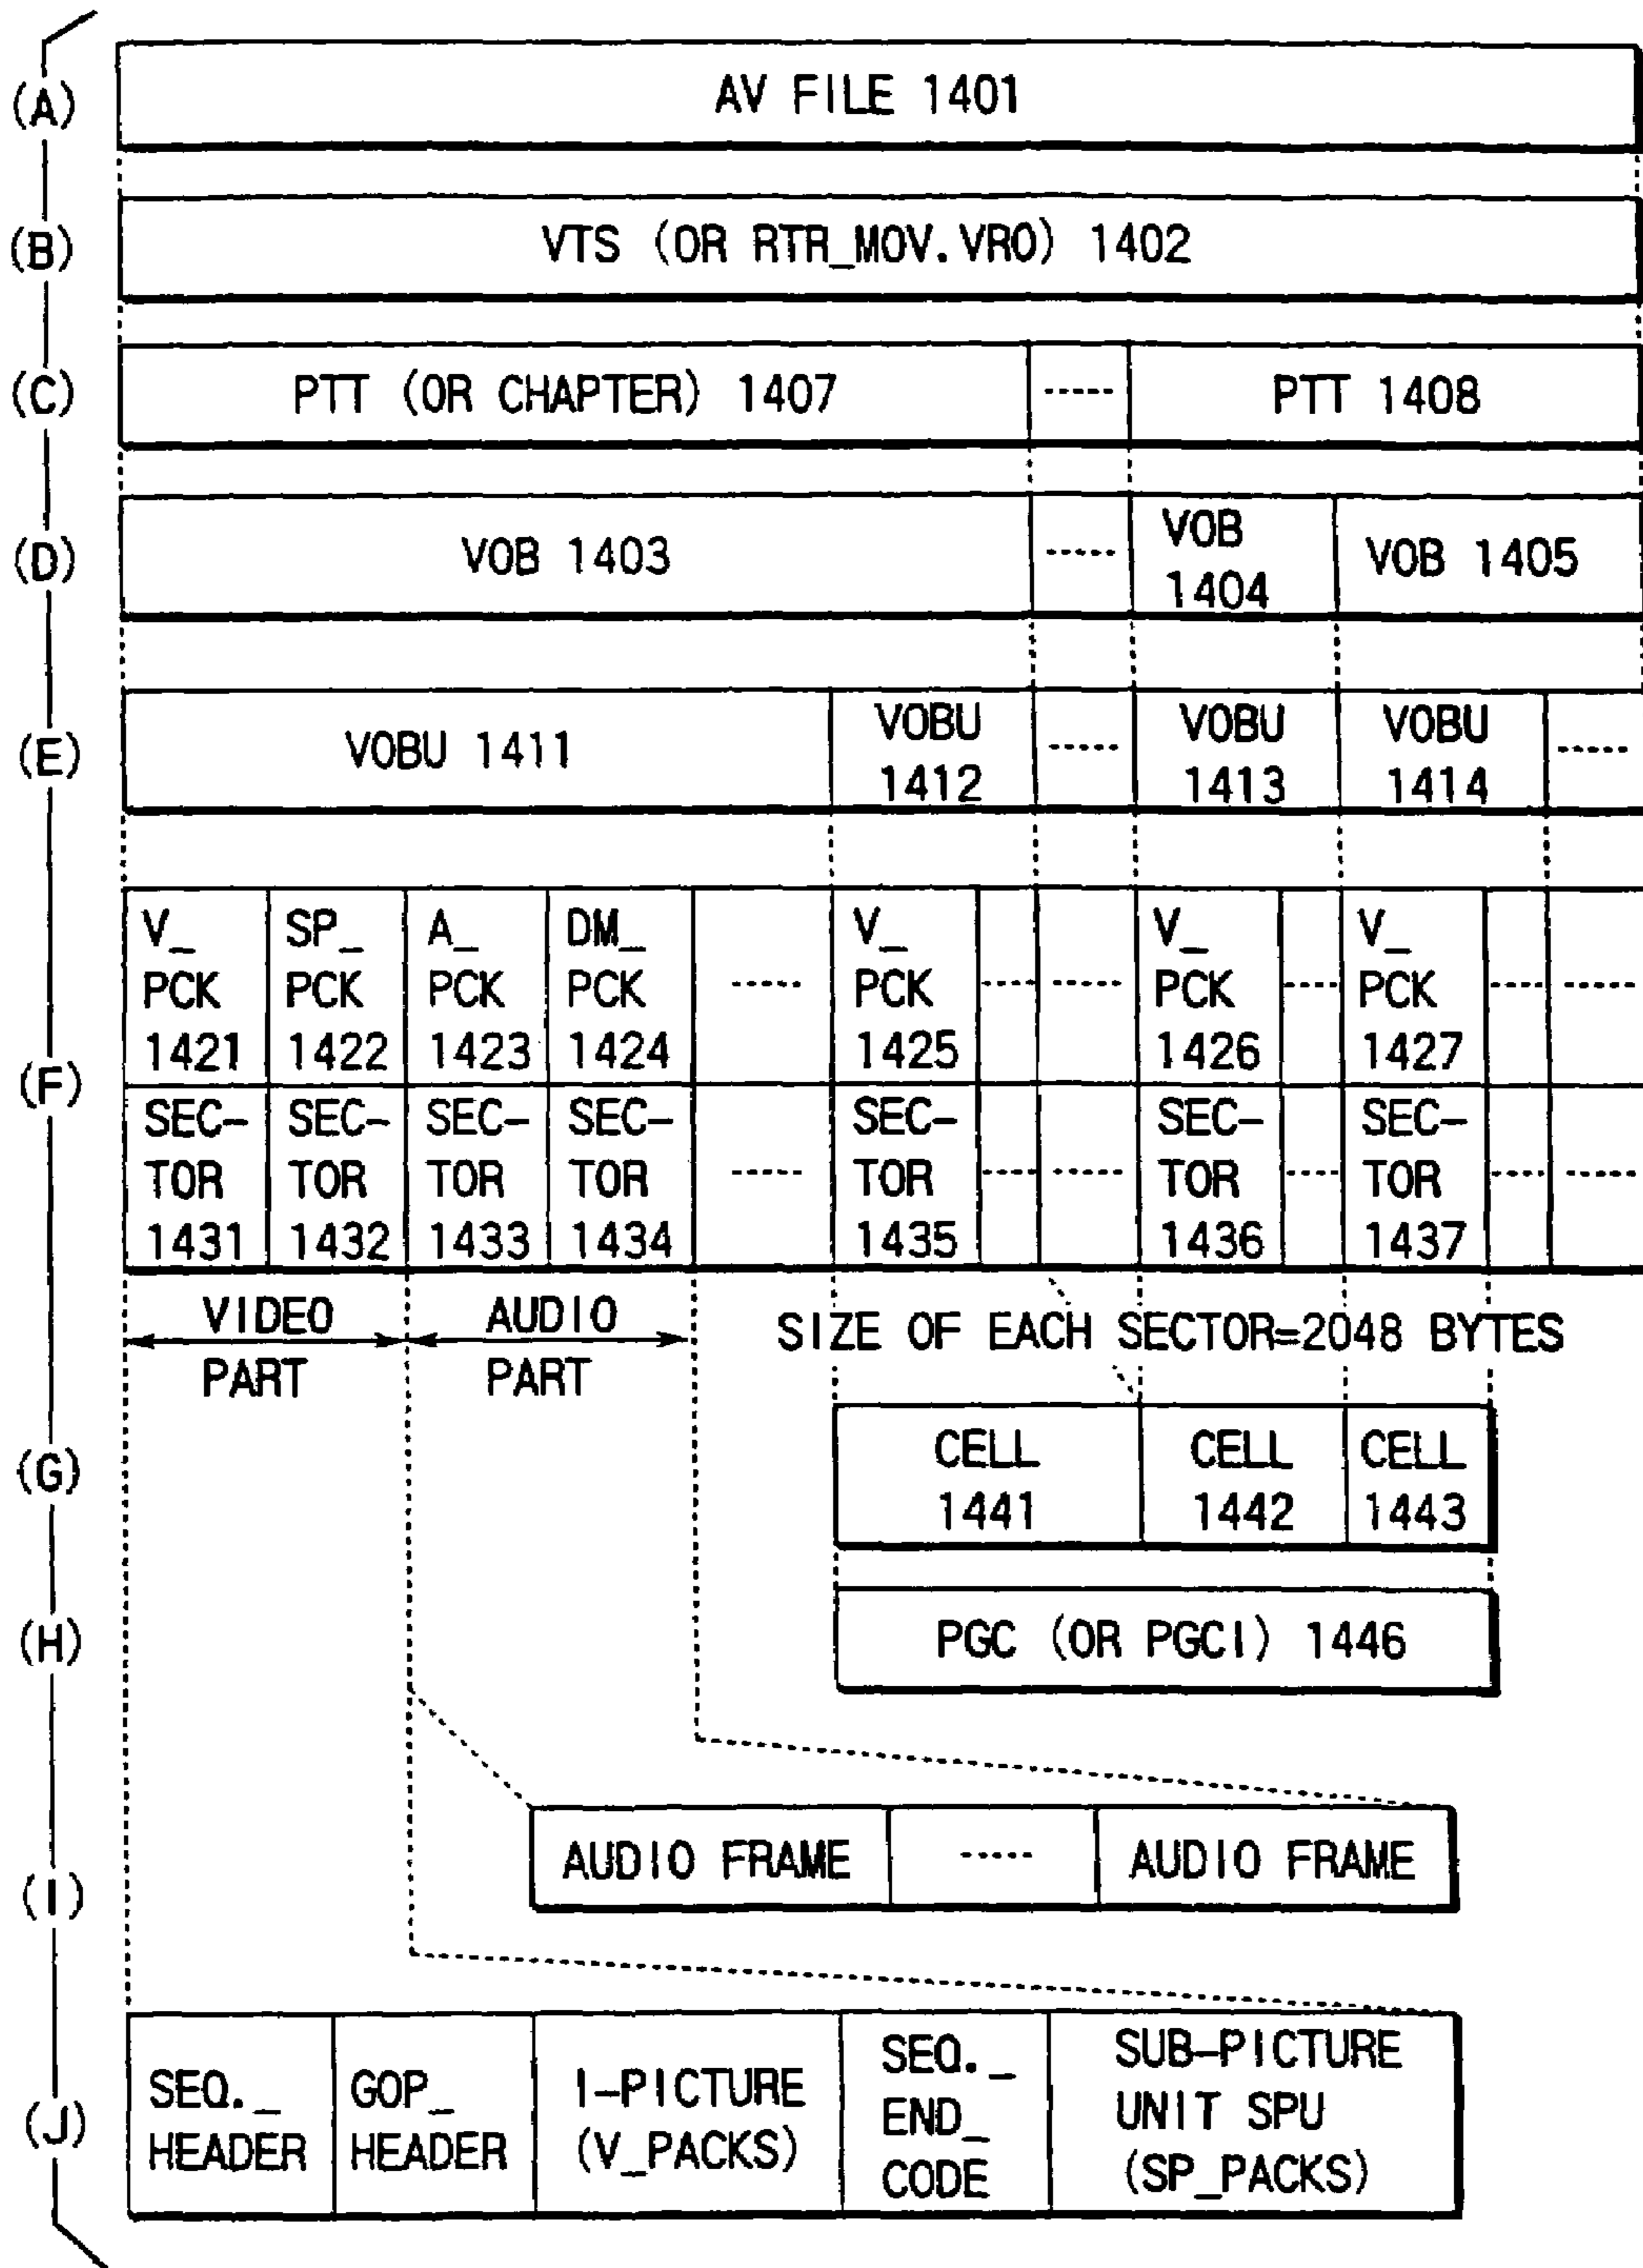 (A)
AV FILE 1401
(B)
VTS (OR RTR_MOV.VRO) 1402
(C)
PTT (OR CHAPTER) 1407
PTT 1408
(D)
VOB 1403
VOB
1404
VOB 1405
(E)
VOBU 1411
VOBU
1412
VOBU
1413
VOBU
1414
(F)
V_
PCK
1421
SP_
PCK
1422
A_
PCK
1423
DM_
PCK
1424
V_
PCK
1425
V_
PCK
1426
V_
PCK
1427
SEC-
TOR
1431
SEC-
TOR
1432
SEC-
TOR
1433
SEC-
TOR
1434
SEC-
TOR
1435
SEC-
TOR
1436
SEC-
TOR
1437
VIDEO
PART
AUDIO
PART
SIZE OF EACH SECTOR=2048 BYTES
(G)
CELL
1441
CELL
1442
CELL
1443
(H)
PGC (OR PGCI) 1446
(I)
AUDIO FRAME
AUDIO FRAME
(J)
SEQ._
HEADER
GOP_
HEADER
I-PICTURE
(V_PACKS)
SEQ._
END_
CODE
SUB-PICTURE
UNIT SPU
(SP_PACKS)